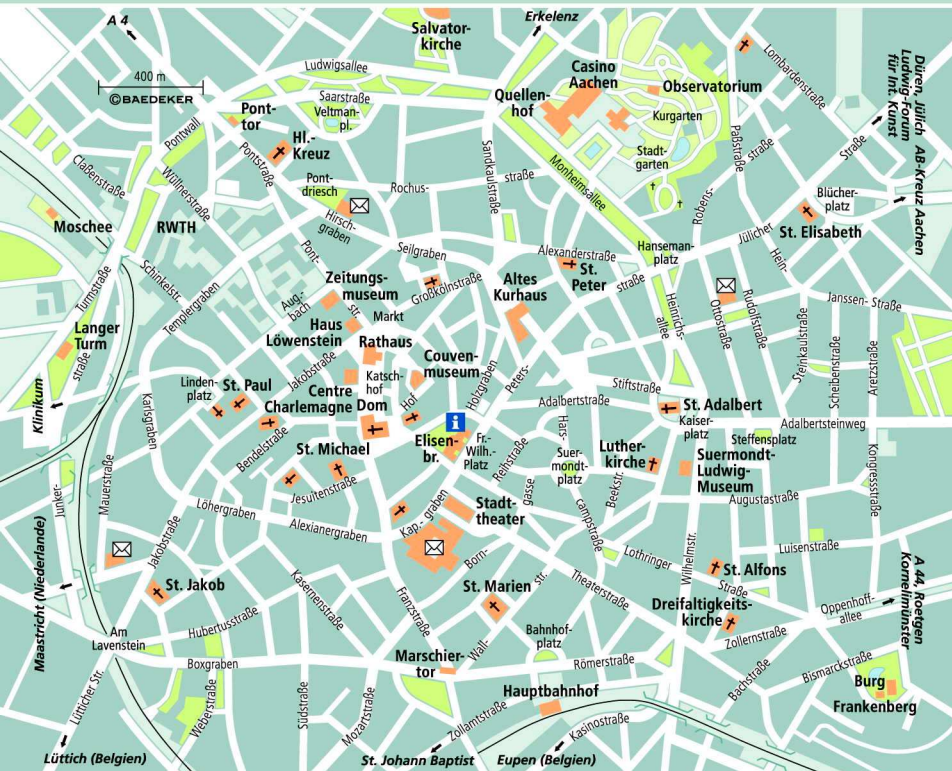 A 4
Erkelenz
Salvator-
kirche
Ludwigsallee
400 m
©BAEDEKER
Saarstraße
Veltman-
pl.
Pont-
tor
Hl.-
Kreuz
Pontwall
Pontstraße
Claßenstraße
Wüllnerstraße
Casino
Aachen
Quellen-
hof
Observatorium
Kurgarten
Stadt-
garten
Lombardenstraße
Düren, Jülich
Ludwig-Forum
für Int. Kunst
AB-Kreuz Aachen
Paßstraße
straße
Straße
Monheimsallee
Sandkaulstraße
Pont-
driesch
Rochus-
straße
Hirsch-
graben
Robens-
Blücher-
platz
St. Elisabeth
Jülicher
Hanseman-
platz
Moschee
RWTH
Seilgraben
Alexanderstraße
St.
Peter
straße
Hein-
Pont-
Zeitungs-
museum
str.
Großkölnstraße
Altes
Kurhaus
Turmstraße
Schinkelstr.
Templergraben
Aug.-
bach
Markt
Haus
Löwenstein
Rathaus
Heinrichs-
allee
Ottostraße
Rudolfstraße
Janssen- Straße
Steinkaulstraße
Scheibenstraße
Aretzstraße
Langer
Turm
straße
Klinikum
Jakobstraße
Couven-
museum
Katsch-
hof
Hof
Holzgraben
Peters-
Linden-
platz
St. Paul
Centre
Charlemagne
Dom
Stiftstraße
Adalbertstraße
St. Adalbert
Kaiser-
platz
Adalbertsteinweg
Steffensplatz
Karlsgraben
Bendelstraße
St. Michael
Elisen-
br.
Fr.-
Wilh.-
Platz
Reihstraße
Hars-
Suer-
mondt-
platz
gasse
campstraße
Luther-
kirche
Beekstr.
Suermondt-
Ludwig-
Museum
Kongressstraße
Junker-
Mauerstraße
Jesuitenstraße
Löhergraben
Alexianergraben
Kap.-
graben
Stadt-
theater
Augustastraße
Luisenstraße
Lothringer
Straße
Wilhelmstr.
St. Alfons
Jakobstraße
St. Jakob
Born-
St. Marien
str.
Theaterstraße
Kasernenstraße
Franzstraße
Dreifaltigkeits-
kirche
Zollernstraße
Oppenhoff-
allee
A 44, Roetgen
Kornelimünster
Maastricht (Niederlande)
Am
Lavenstein
Hubertusstraße
Boxgraben
Marschier-
tor
Wall-
Bahnhof-
platz
Römerstraße
Bachstraße
Bismarckstraße
Burg
Frankenberg
Lütticher Str.
Weberstraße
Südstraße
Mozartstraße
Hauptbahnhof
Zollamtstraße
Kasinostraße
Lüttich (Belgien)
St. Johann Baptist
Eupen (Belgien)